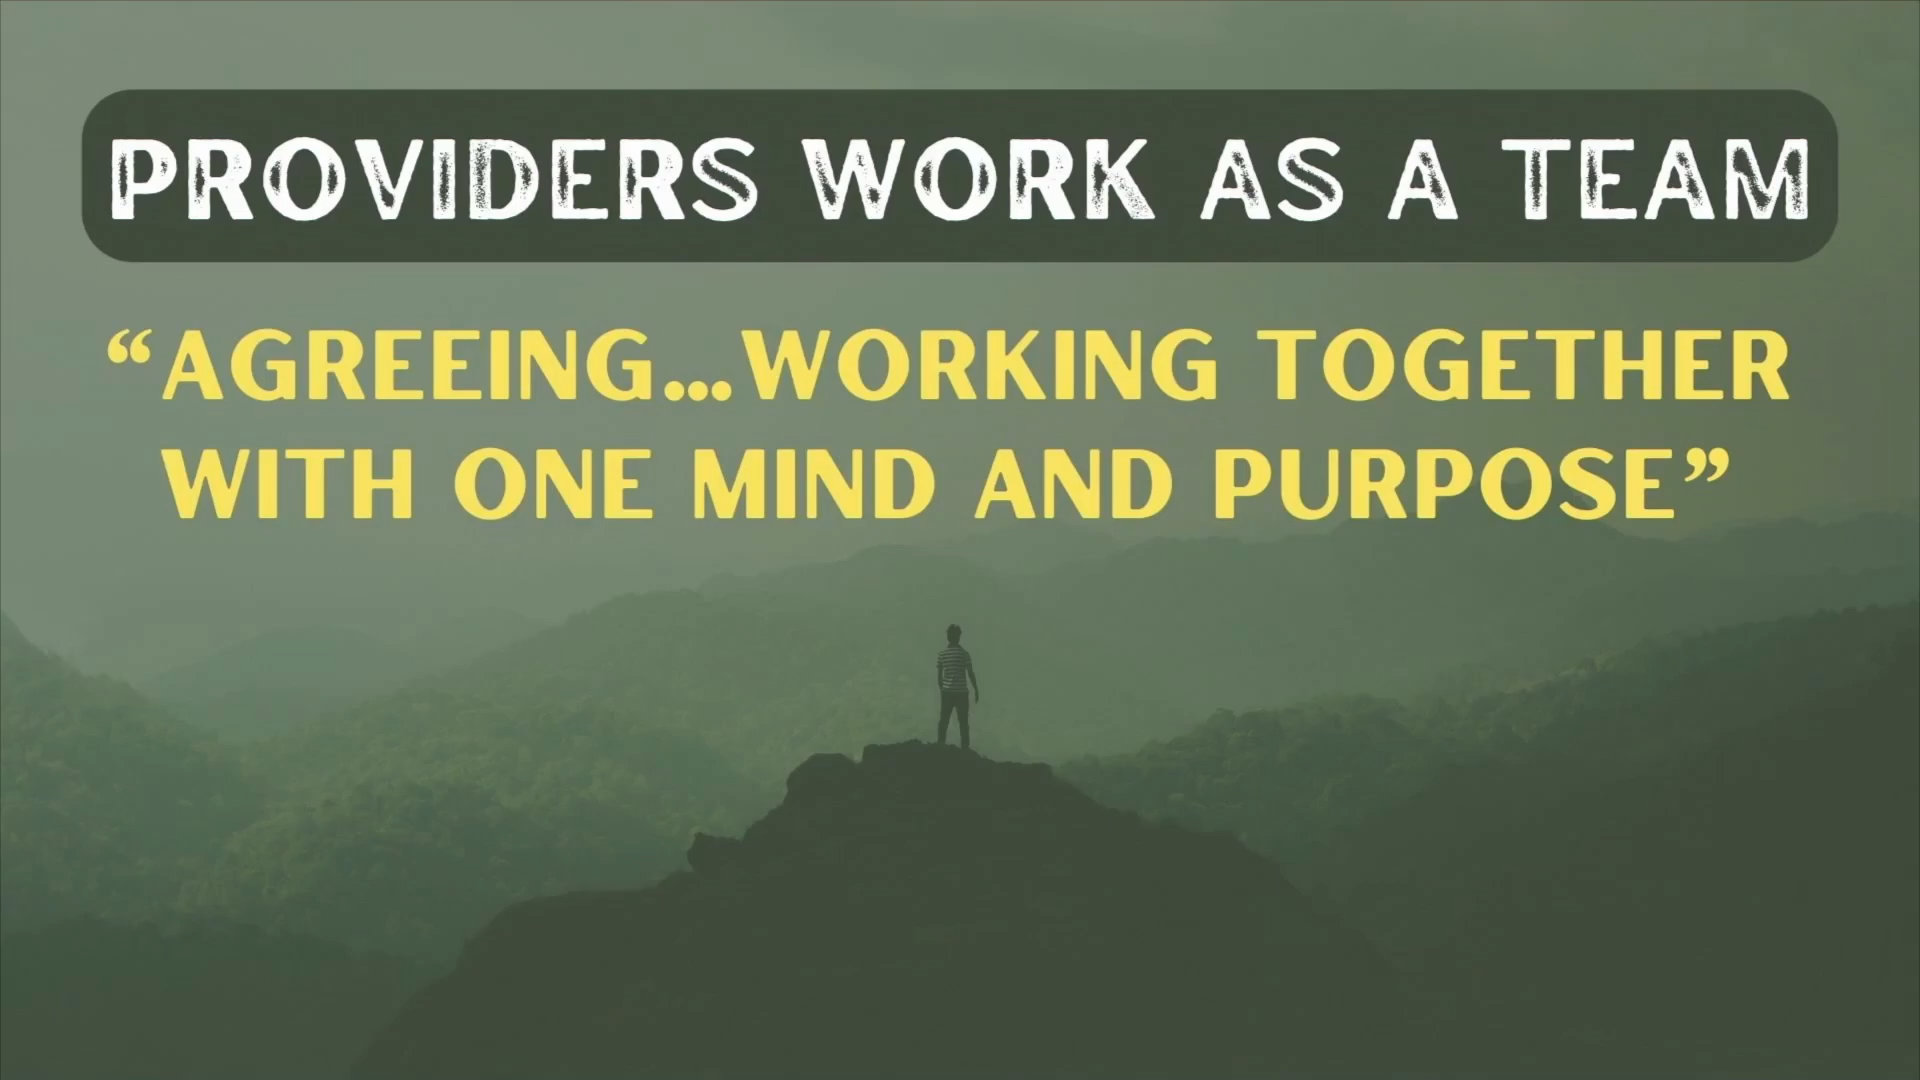 PROVIDERS WORK AS A TEAM
“AGREEING...WORKING TOGETHER
WITH ONE MIND AND PURPOSE”